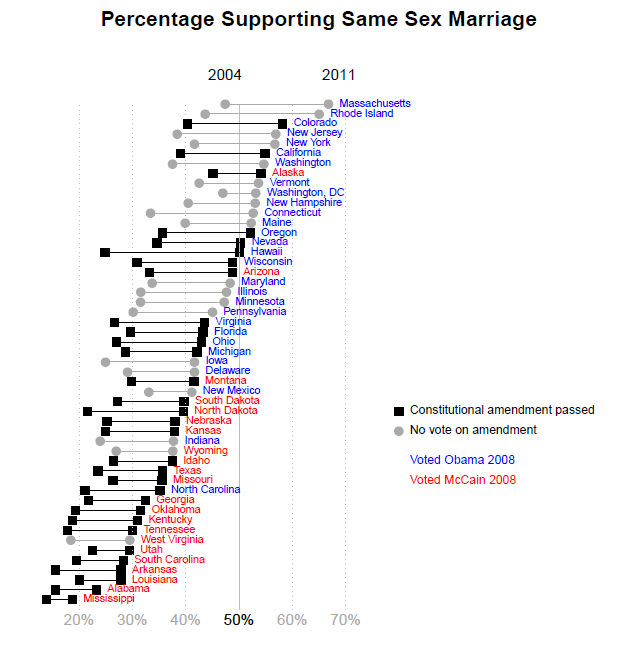 Percentage Supporting Same Sex Marriage
2004 2011
Massachusetts
Rhode Island
Colorado
New Jersey
New York
California
Washington
Alaska
Vermont
Washington, DC
New Hampshire
Connecticut
Maine
Oregon
Nevada
Hawaii
Wisconsin
Arizona
Maryland
Illinois
Minnesota
Pennsylvania
Virginia
Florida
Ohio
Michigan
Iowa
Delaware
Montana
New Mexico
South Dakota
North Dakota
Nebraska
Kansas
Indiana
Wyoming
Idaho
Texas
Missouri
North Carolina
Georgia
Oklahoma
Kentucky
Tennessee
West Virginia
Utah
South Carolina
Arkansas
Louisiana
Alabama
Mississippi
20% 30% 40% 50% 60% 70%
Constitutional amendment passed
No vote on amendment
Voted Obama 2008
Voted McCain 2008